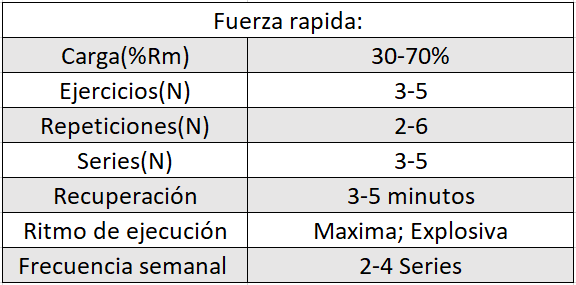 Fuerza rapida:
Carga(%Rm) 30-70%
Ejercicios(N) 3-5
Repeticiones(N) 2-6
Series(N) 3-5
Recuperación 3-5 minutos
Ritmo de ejecución Maxima; Explosiva
Frecuencia semanal 2-4 Series